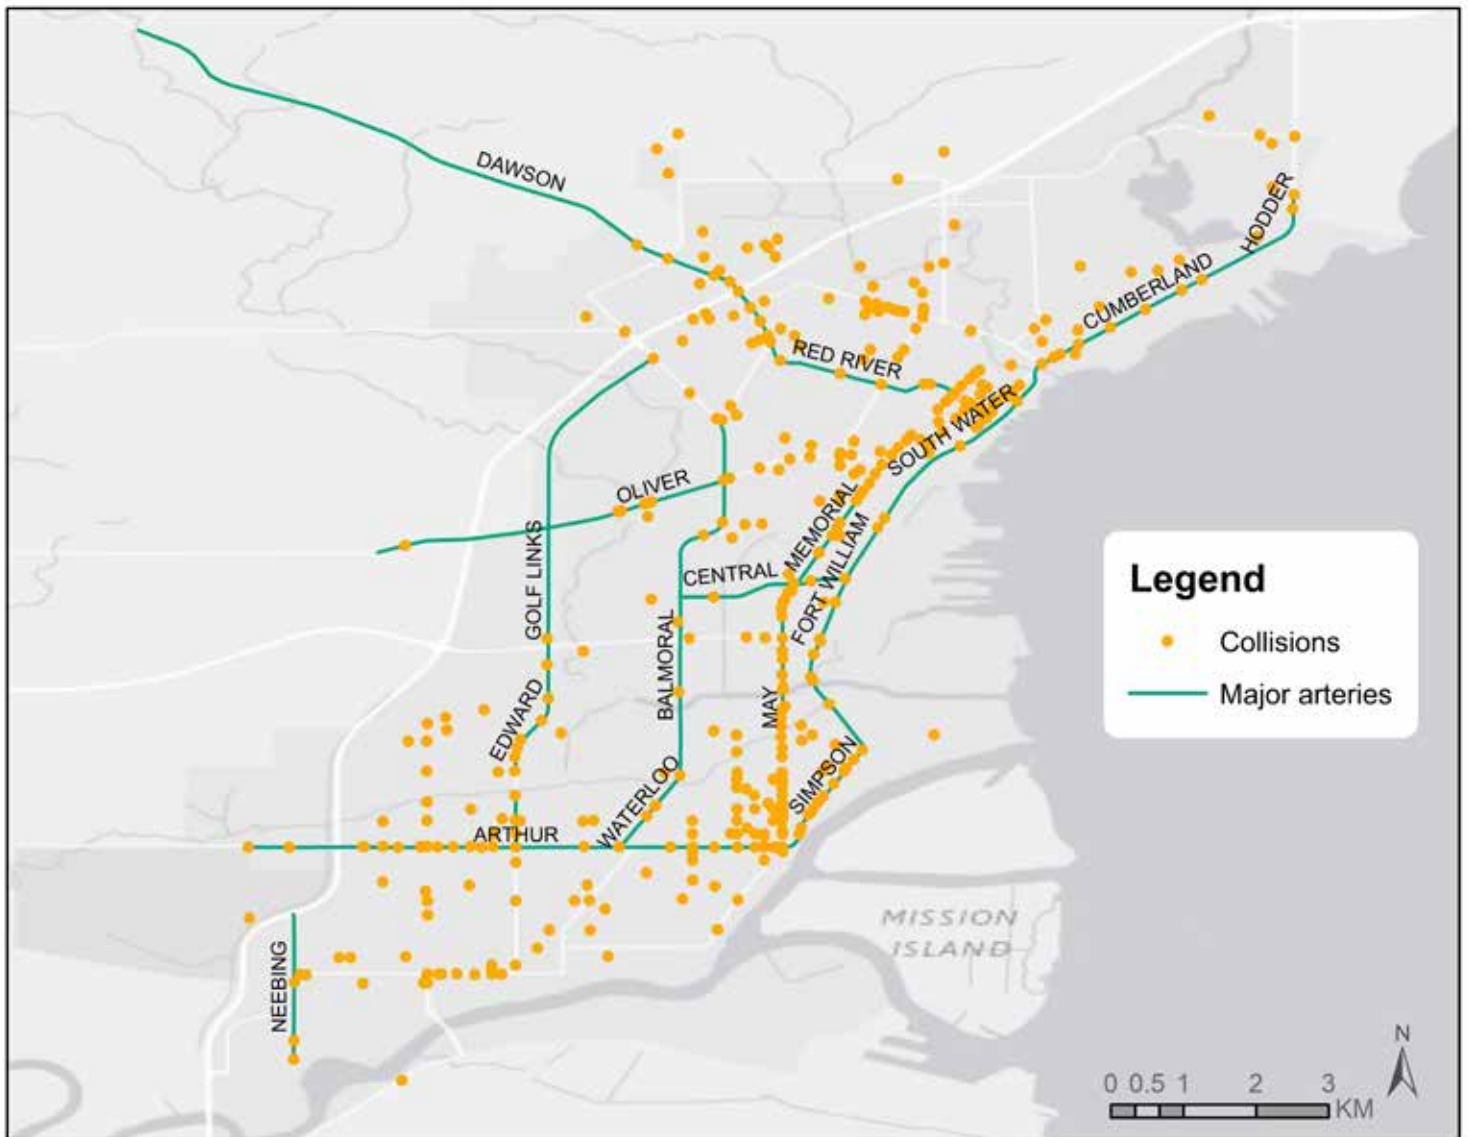 DAWSON
HODDER
CUMBERLAND
RED RIVER
SOUTH WATER
OLIVER
MEMORIAL
GOLF LINKS
FORT WILLIAM
CENTRAL
BALMORAL
EDWARD
MAY
WATERLOO
SIMPSON
ARTHUR
NEEBING
MISSION
ISLAND
Legend
Collisions
Major arteries
N
0 0.5 1 2 3
KM